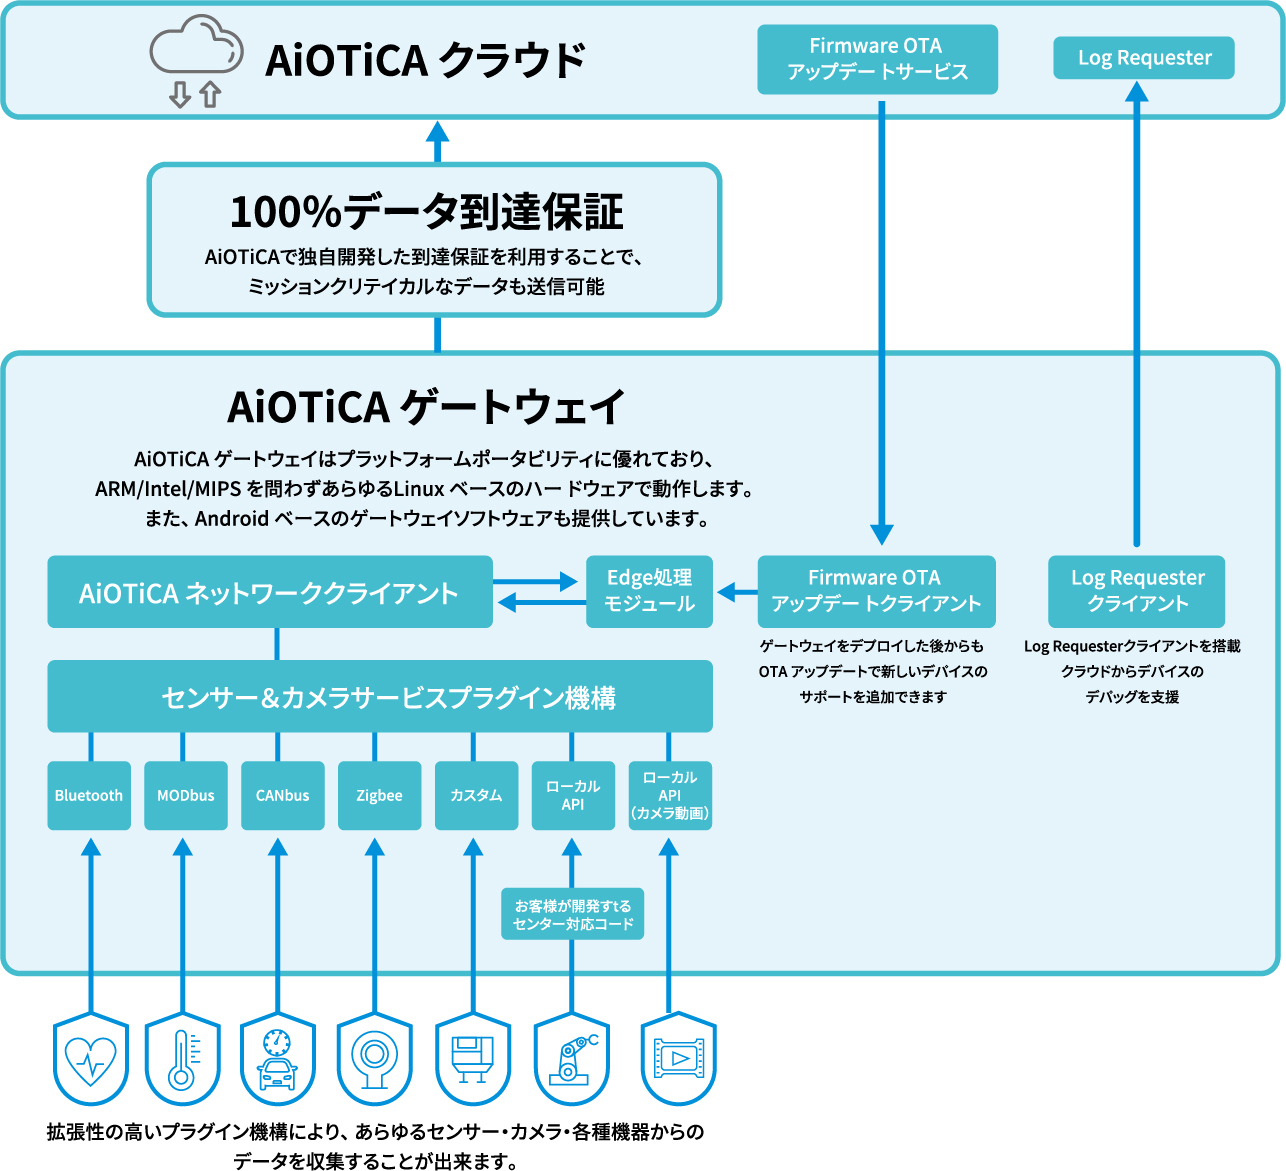 AiOTiCA クラウド
Firmware OTA
アップデートサービス
Log Requester
100%データ到達保証
AiOTiCAで独自開発した到達保証を利用することで、
ミッションクリテイカルなデータも送信可能
AiOTiCA ゲートウェイ
AiOTiCA ゲートウェイはプラットフォームポータビリティに優れており、
ARM/Intel/MIPS を問わずあらゆるLinux ベースのハードウェアで動作します。
また、Android ベースのゲートウェイソフトウェアも提供しています。
AiOTiCA ネットワーククライアント
Edge処理
モジュール
Firmware OTA
アップデートクライアント
Log Requester
クライアント
ゲートウェイをデプロイした後からも
OTA アップデートで新しいデバイスの
サポートを追加できます
Log Requesterクライアントを搭載
クラウドからデバイスの
デバッグを支援
センサー&カメラサービスプラグイン機構
Bluetooth
MODbus
CANbus
Zigbee
カスタム
ローカル
API
ローカル
API
(カメラ動画)
お客様が開発すtる
センター対応コード
拡張性の高いプラグイン機構により、あらゆるセンサー・カメラ・各種機器からの
データを収集することが出来ます。